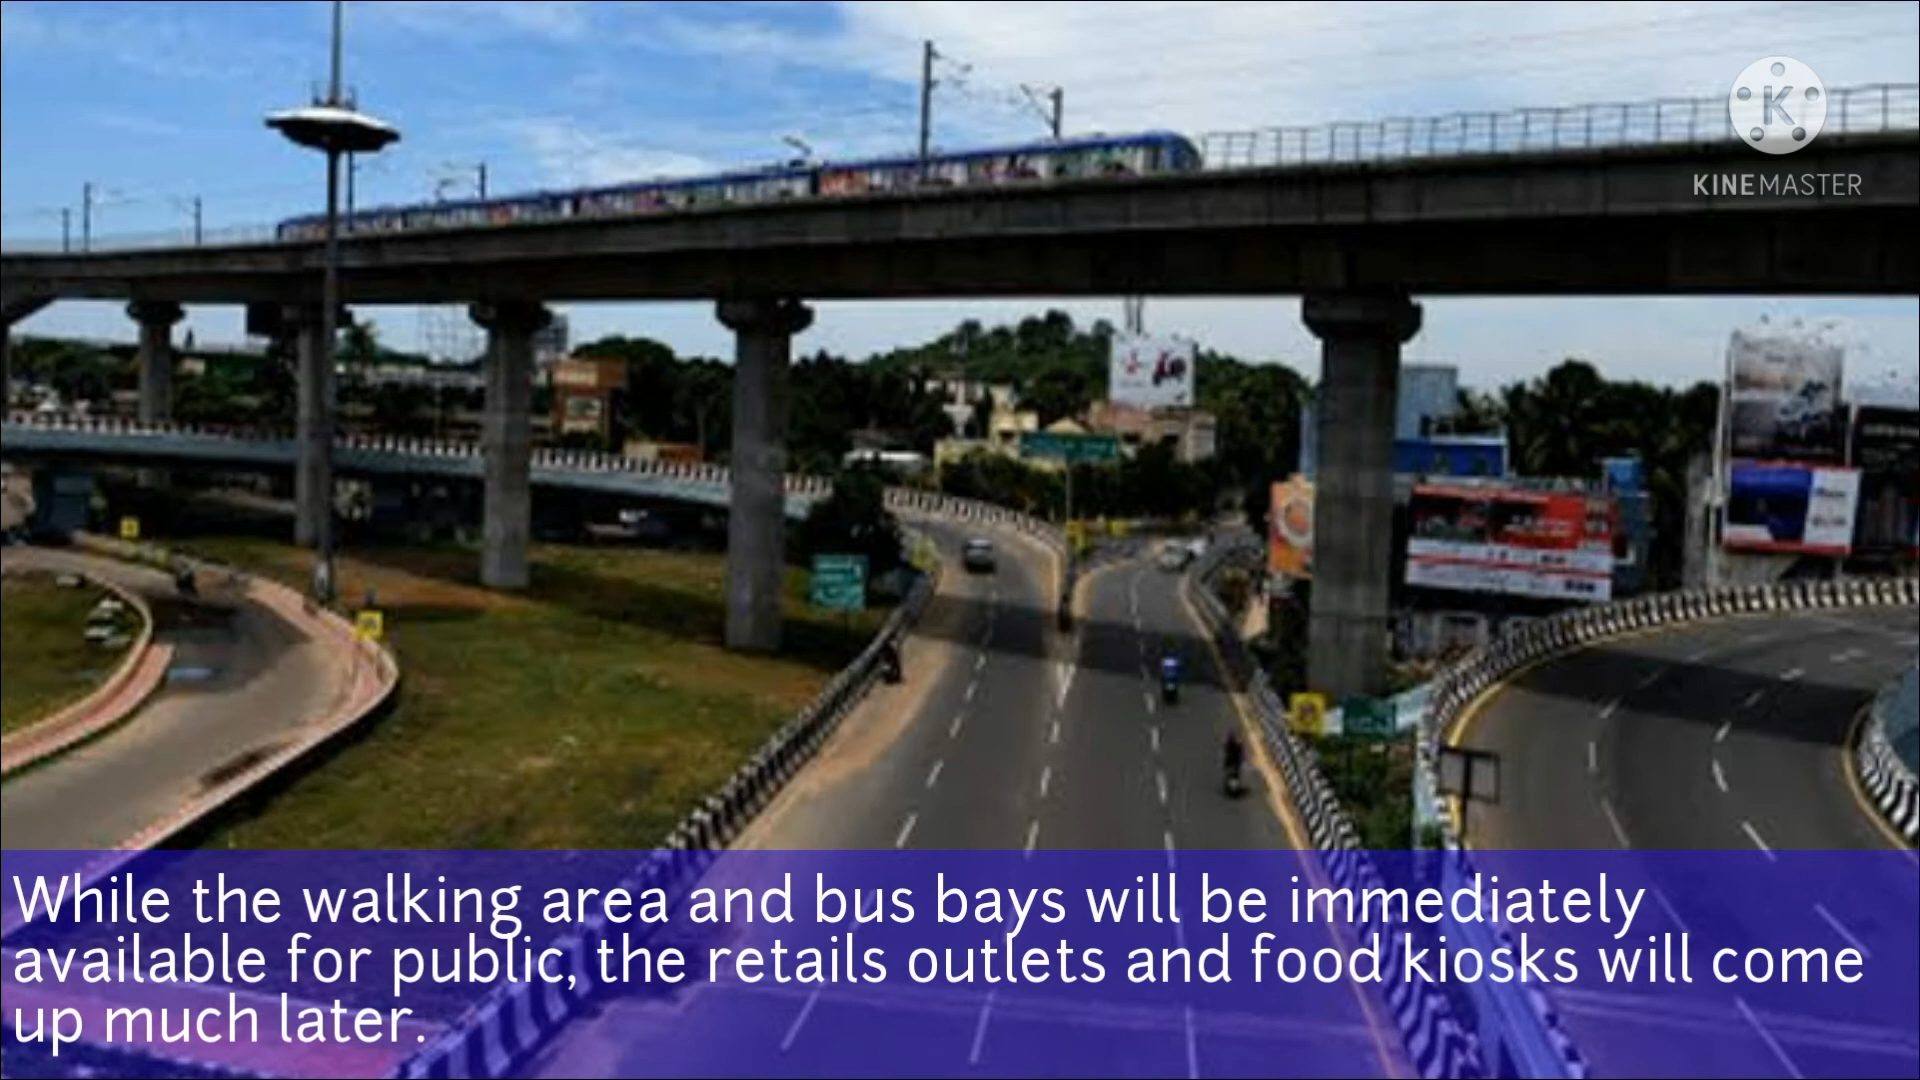 KINEMASTER
While the walking area and bus bays will be immediately
available for public, the retails outlets and food kiosks will come
up much later.